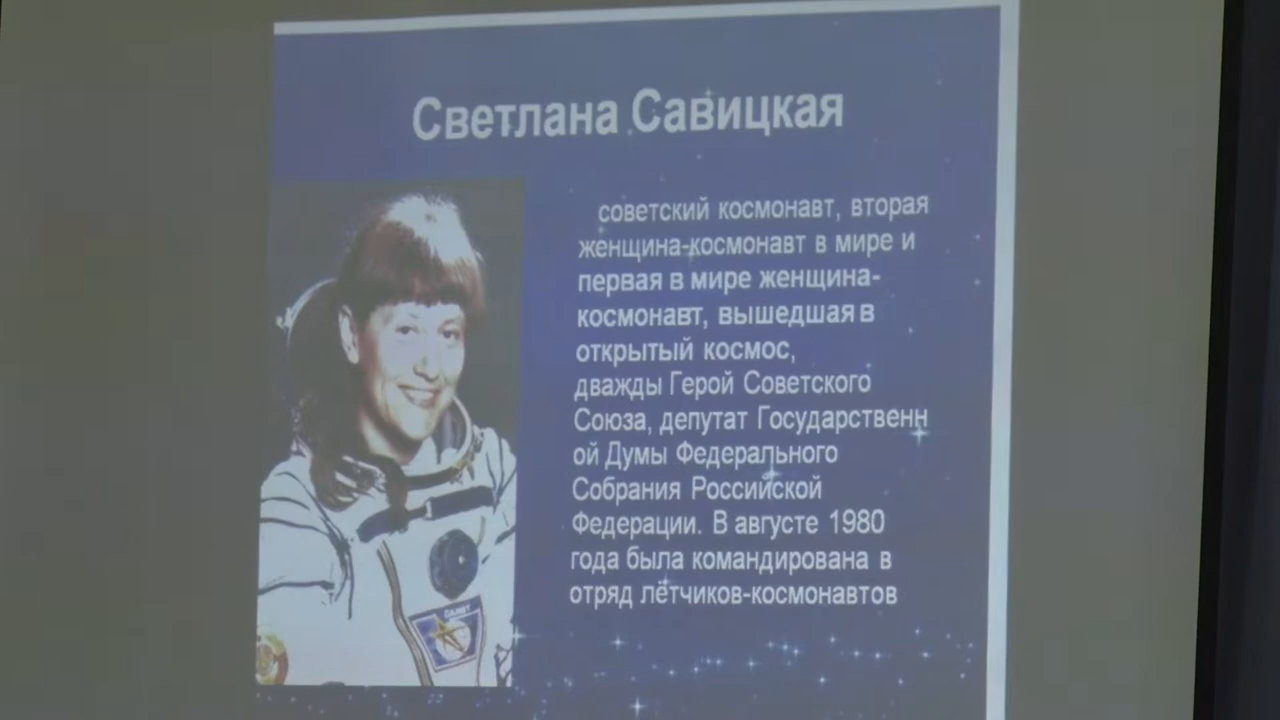 Светлана Савицкая
советский космонавт, вторая
женщина-космонавт в мире и
первая в мире женщина-
космонавт, вышедшая в
открытый космос,
дважды Герой Советского
Союза, депутат Государственн
ой Думы Федерального
Собрания Российской
Федерации. В августе 1980
года была командирована в
отряд лётчиков-космонавтов